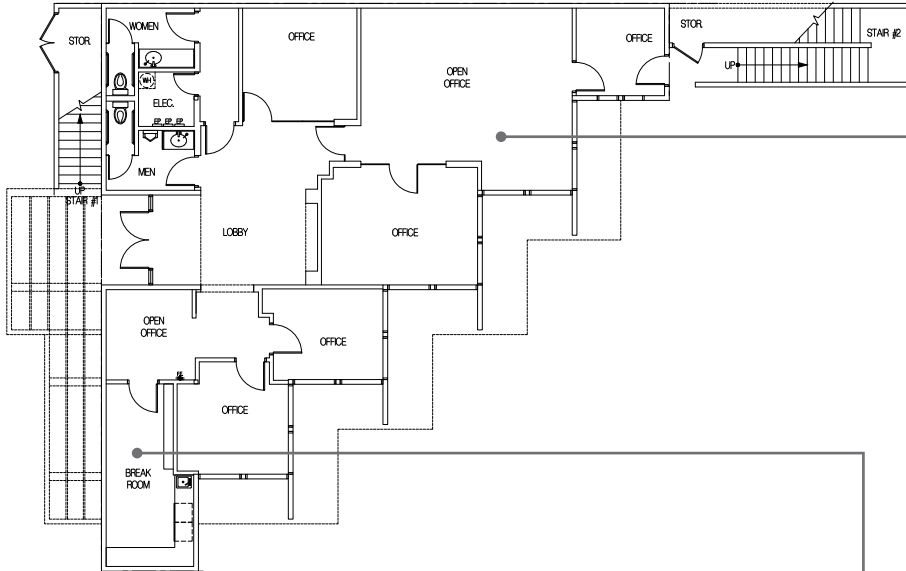 WOMEN
STOR.
OFFICE
OFFICE
STOR.
STAIR #2
UP
OPEN
OFFICE
WH
ELEC.
EP EP EP
MEN
UP
STAIR #1
LOBBY
OFFICE
OPEN
OFFICE
OFFICE
OFFICE
BREAK
ROOM